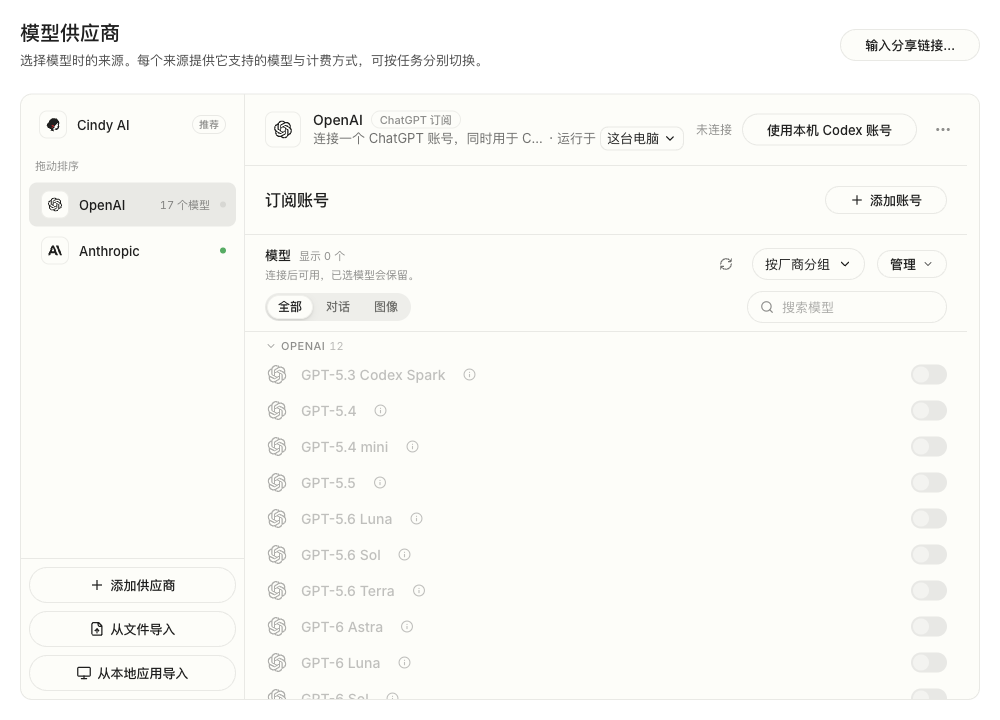 模型供应商
选择模型时的来源。每个来源提供它支持的模型与计费方式，可按任务分别切换。
输入分享链接...
Cindy AI
推荐
拖动排序
OpenAI
17 个模型
Anthropic
添加供应商
从文件导入
从本地应用导入
OpenAI
ChatGPT 订阅
连接一个 ChatGPT 账号，同时用于 C... · 运行于
这台电脑
未连接
使用本机 Codex 账号
订阅账号
添加账号
模型 显示 0 个
连接后可用，已选模型会保留。
按厂商分组
管理
全部
对话
图像
搜索模型
OPENAI 12
GPT-5.3 Codex Spark
GPT-5.4
GPT-5.4 mini
GPT-5.5
GPT-5.6 Luna
GPT-5.6 Sol
GPT-5.6 Terra
GPT-6 Astra
GPT-6 Luna
GPT-6 Sol